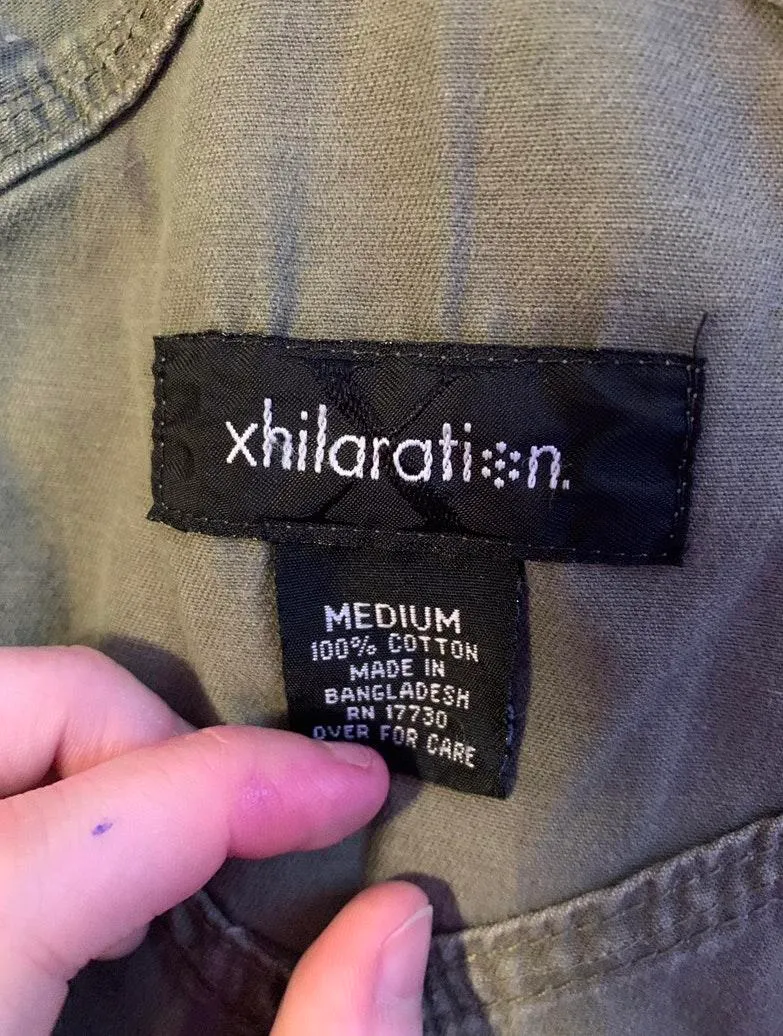 xhilaration.
MEDIUM
100% COTTON
MADE IN
BANGLADESH
RN 17730
OVER FOR CARE